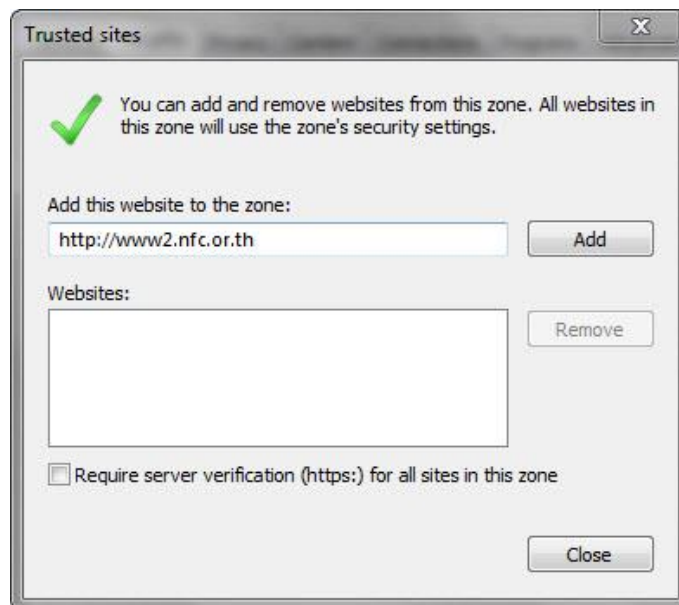 Trusted sites
You can add and remove websites from this zone. All websites in
this zone will use the zone's security settings.
Add this website to the zone:
http://www2.nfc.or.th
Add
Websites:
Remove
Require server verification (https:) for all sites in this zone
Close